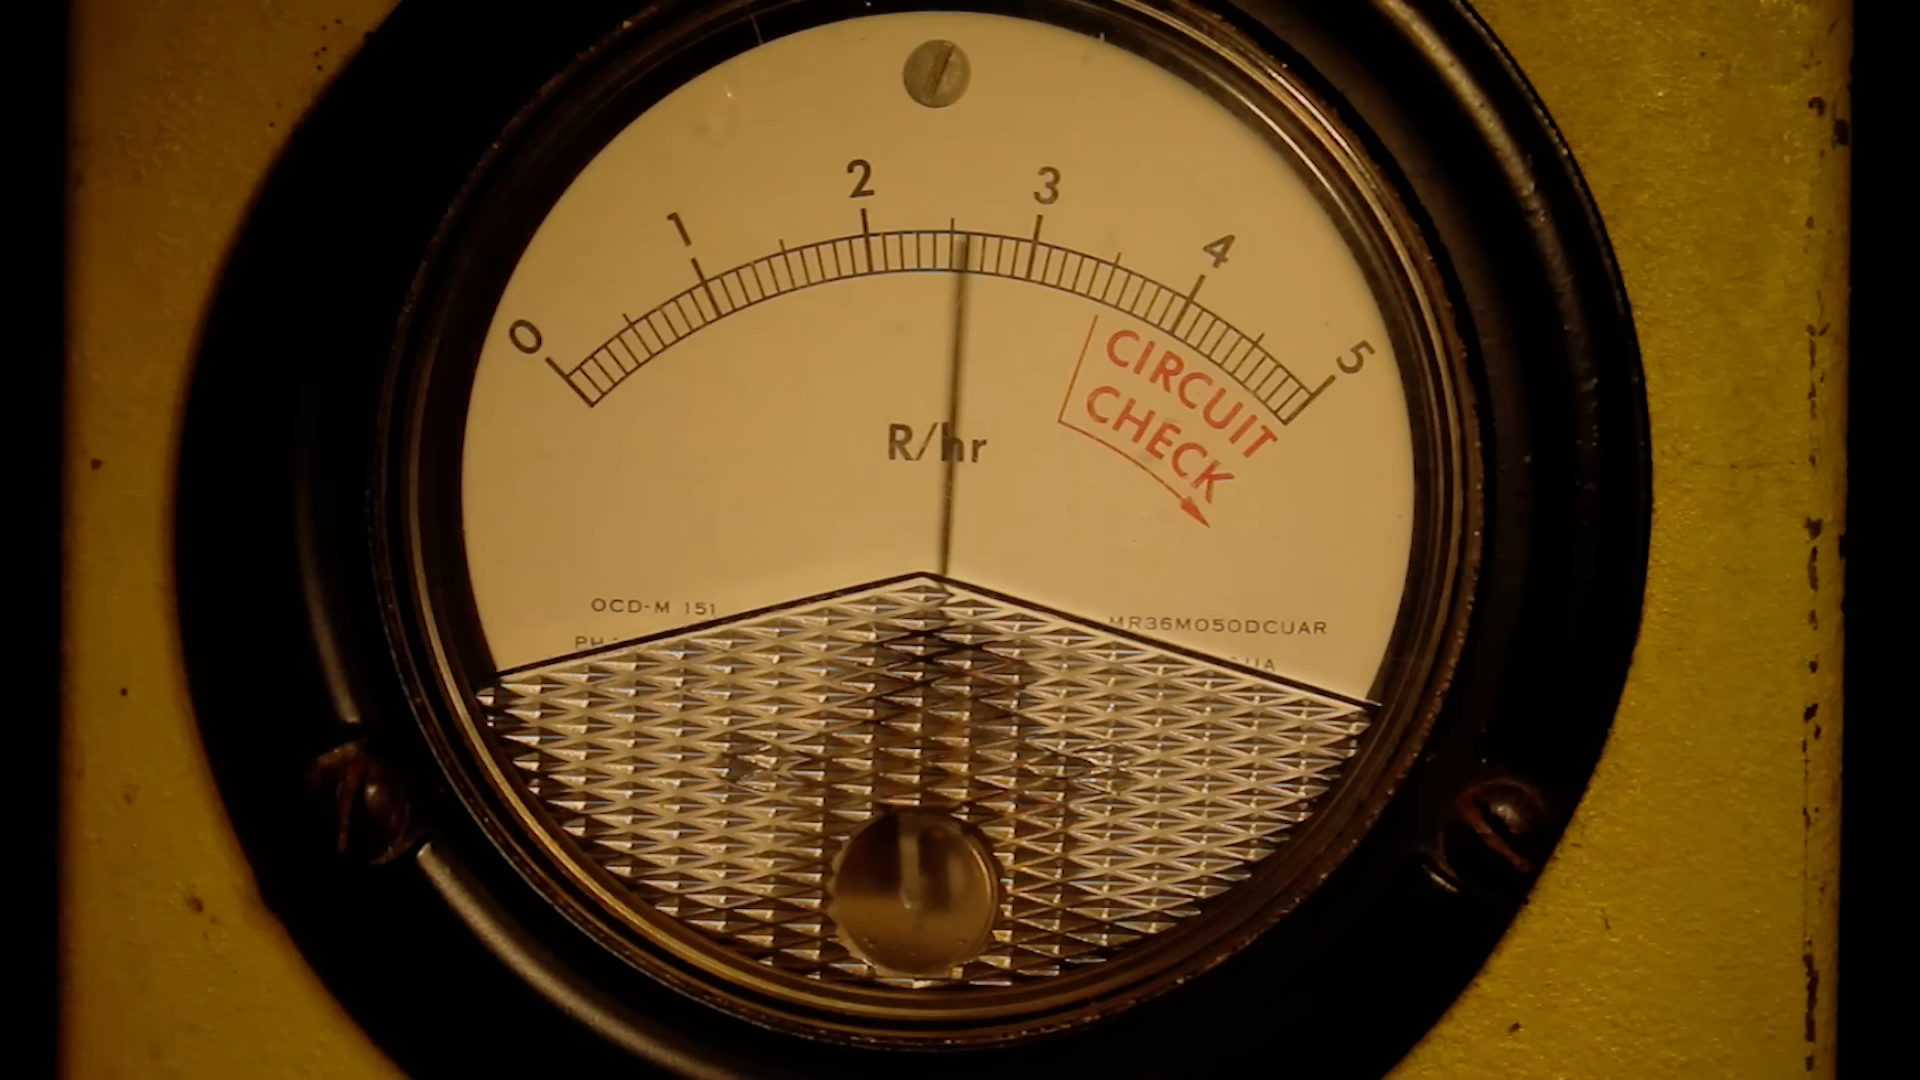 0 1 2 3 4 5
R/hr
CIRCUIT
CHECK
OCD-M 151
MR36M050DCUAR